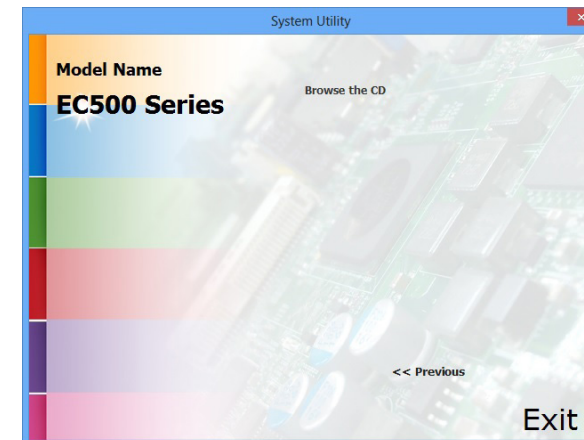 System Utility
Model Name
EC500 Series
Browse the CD
<< Previous
Exit